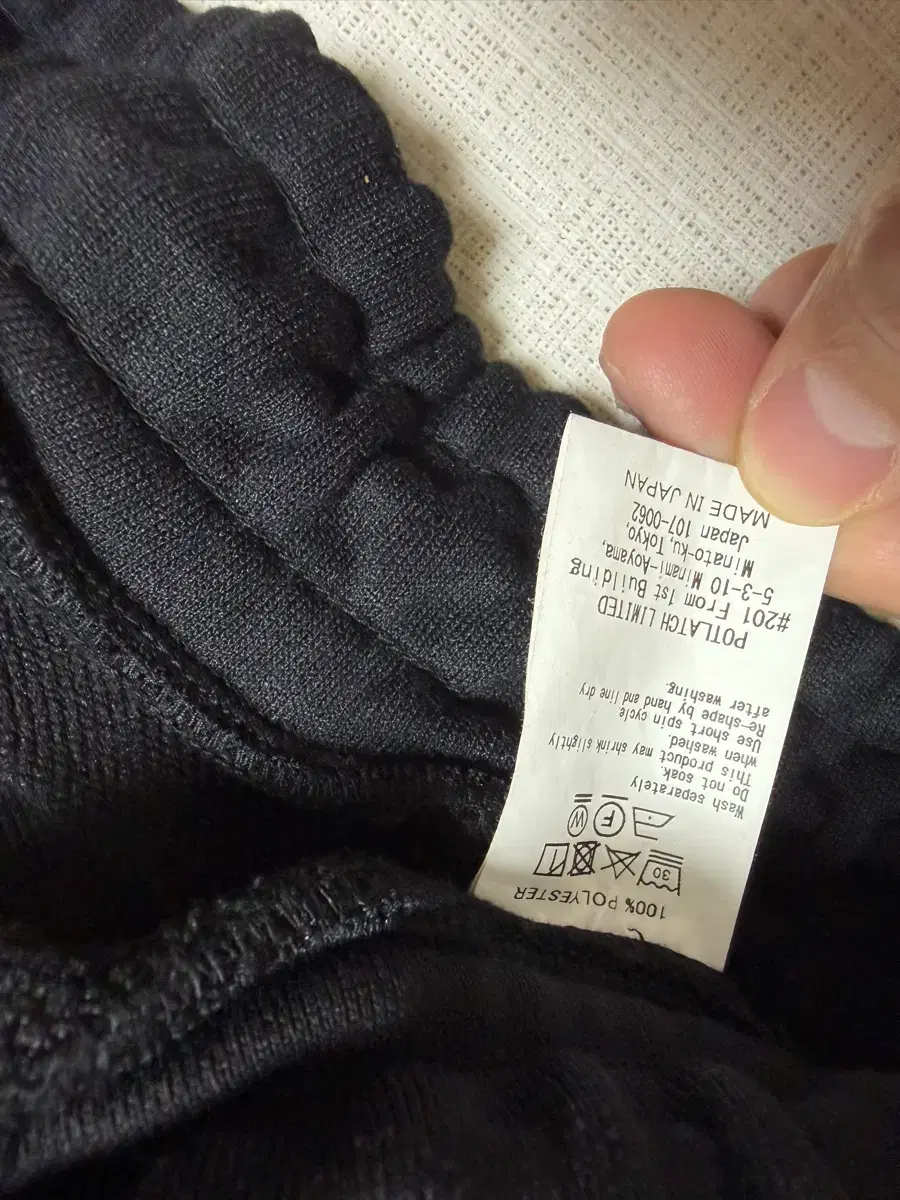 100% POLYESTER
30
F W
Wash separately
Do not soak.
This product may shrink slightly
when washed.
Use short spin cycle.
Re-shape by hand and line dry
after washing.
POTLATCH LIMITED
#201 From 1st Building
5-3-10 Minami-Aoyama,
Minato-ku, Tokyo,
Japan 107-0062
MADE IN JAPAN